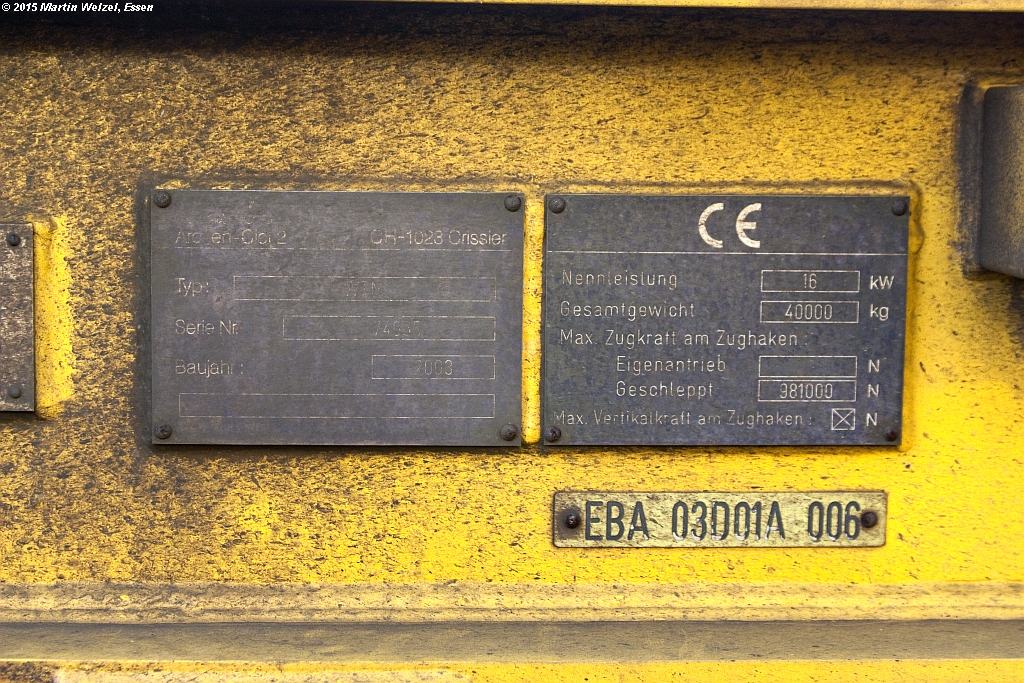 © 2015 Martin Welzel, Essen
CH-1023 Crissier
Typ:
Serie Nr.
Baujahr:
CE
Nennleistung 16 kW
Gesamtgewicht 40000 kg
Max. Zugkraft am Zughaken:
Eigenantrieb N
Geschleppt 981000 N
Max. Vertikalkraft am Zughaken: N
EBA 03D01A 006